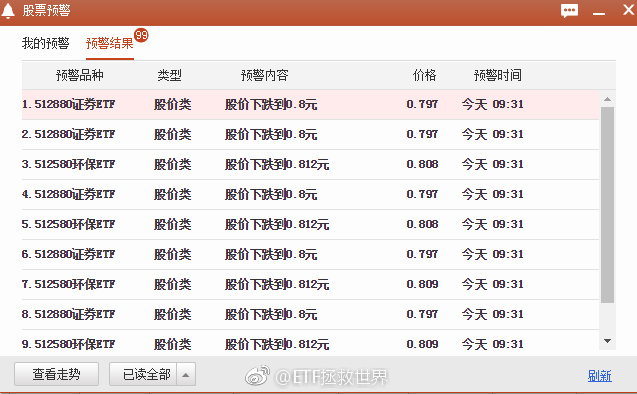 股票预警
我的预警 预警结果 99
预警品种 类型 预警内容 价格 预警时间
1.512880证券ETF 股价类 股价下跌到0.8元 0.797 今天 09:31
2.512880证券ETF 股价类 股价下跌到0.8元 0.797 今天 09:31
3.512580环保ETF 股价类 股价下跌到0.812元 0.808 今天 09:31
4.512880证券ETF 股价类 股价下跌到0.8元 0.797 今天 09:31
5.512580环保ETF 股价类 股价下跌到0.812元 0.808 今天 09:31
6.512880证券ETF 股价类 股价下跌到0.8元 0.797 今天 09:31
7.512580环保ETF 股价类 股价下跌到0.812元 0.809 今天 09:31
8.512880证券ETF 股价类 股价下跌到0.8元 0.797 今天 09:31
9.512580环保ETF 股价类 股价下跌到0.812元 0.809 今天 09:31
查看走势 已读全部 @ETF拯救世界 刷新